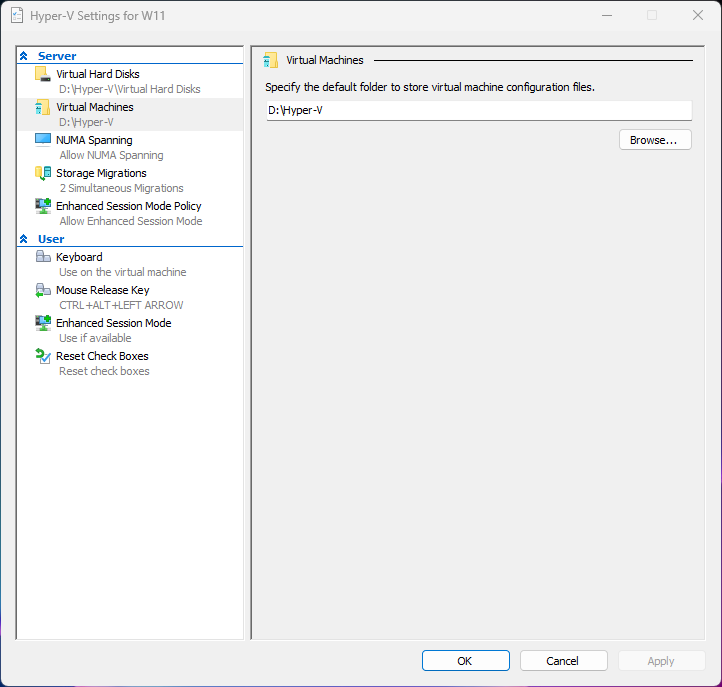 Hyper-V Settings for W11
Server
Virtual Hard Disks
D:\Hyper-V\Virtual Hard Disks
Virtual Machines
D:\Hyper-V
NUMA Spanning
Allow NUMA Spanning
Storage Migrations
2 Simultaneous Migrations
Enhanced Session Mode Policy
Allow Enhanced Session Mode
User
Keyboard
Use on the virtual machine
Mouse Release Key
CTRL+ALT+LEFT ARROW
Enhanced Session Mode
Use if available
Reset Check Boxes
Reset check boxes
Virtual Machines
Specify the default folder to store virtual machine configuration files.
D:\Hyper-V
Browse...
OK
Cancel
Apply